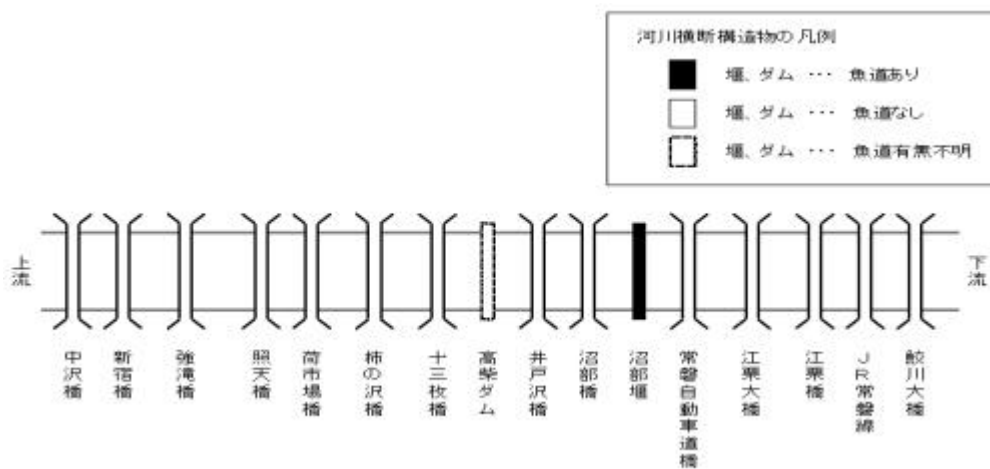 河川横断構造物の凡例
堰、ダム ･･･ 魚道あり
堰、ダム ･･･ 魚道なし
堰、ダム ･･･ 魚道有無不明
上流
下流
中沢橋
新宿橋
強滝橋
照天橋
荷市場橋
柿の沢橋
十三枚橋
高柴ダム
井戸沢橋
沼部橋
沼部堰
常磐自動車道橋
江栗大橋
江栗橋
JR常磐線
鮫川大橋